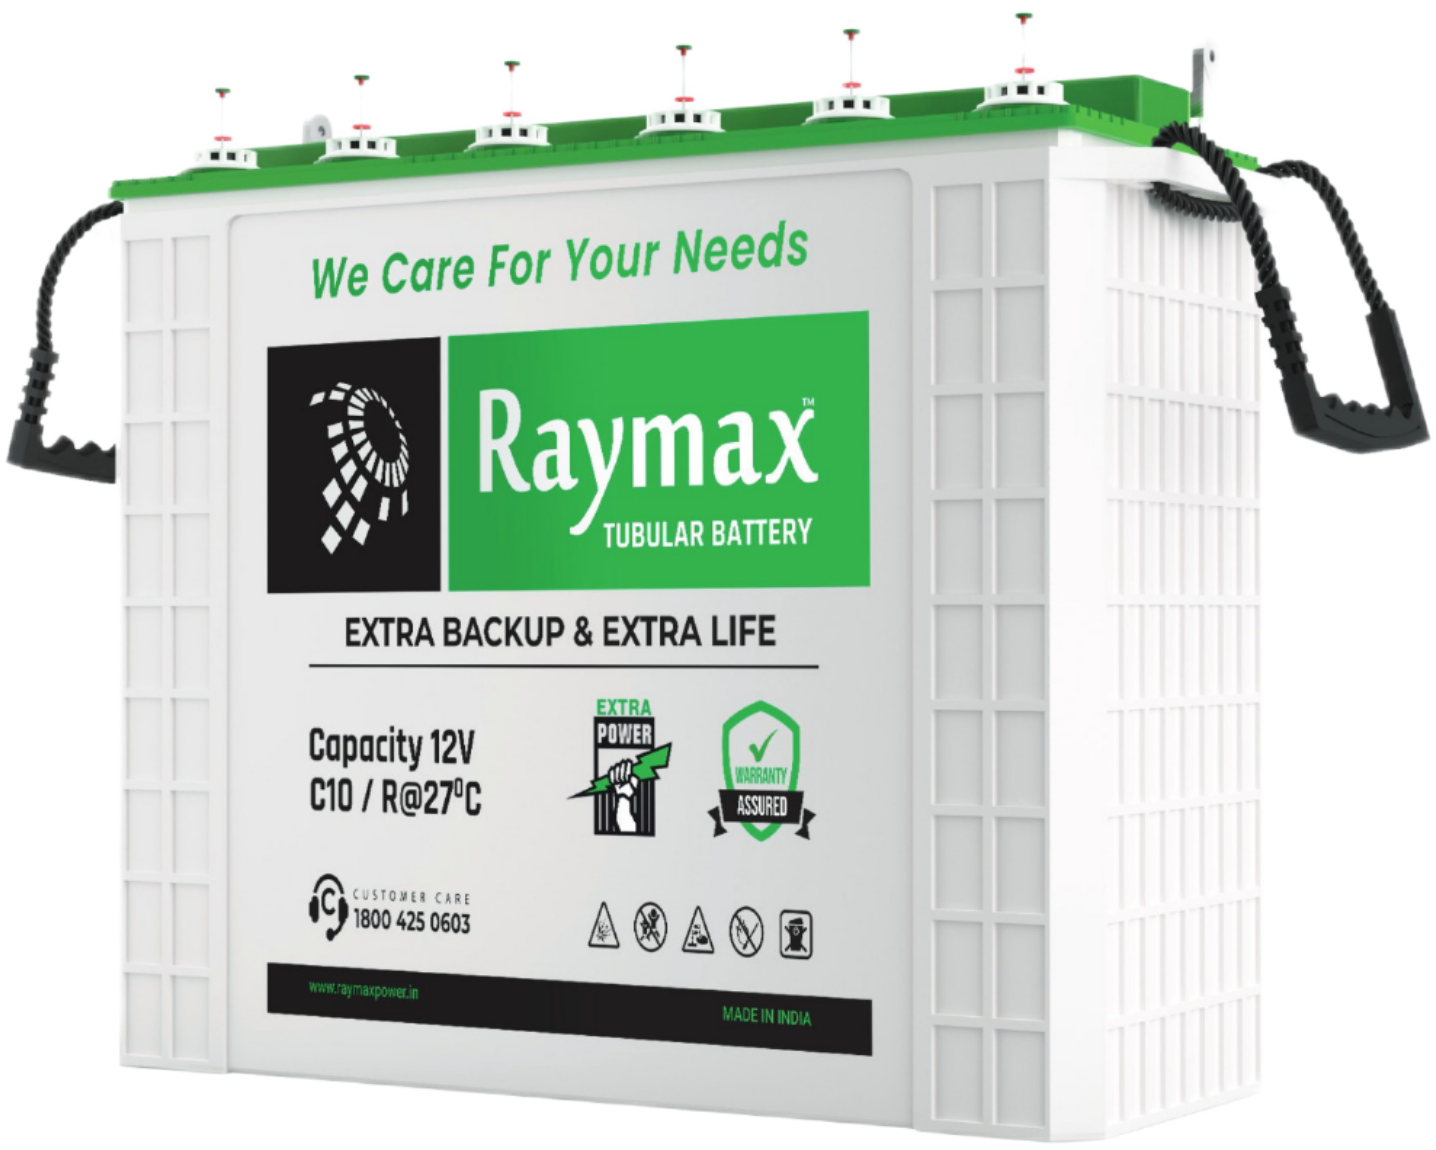 We Care For Your Needs
Raymax™
TUBULAR BATTERY
EXTRA BACKUP & EXTRA LIFE
Capacity 12V
C10 / R@27⁰C
EXTRA
POWER
WARRANTY
ASSURED
C
CUSTOMER CARE
1800 425 0603
www.raymaxpower.in
MADE IN INDIA